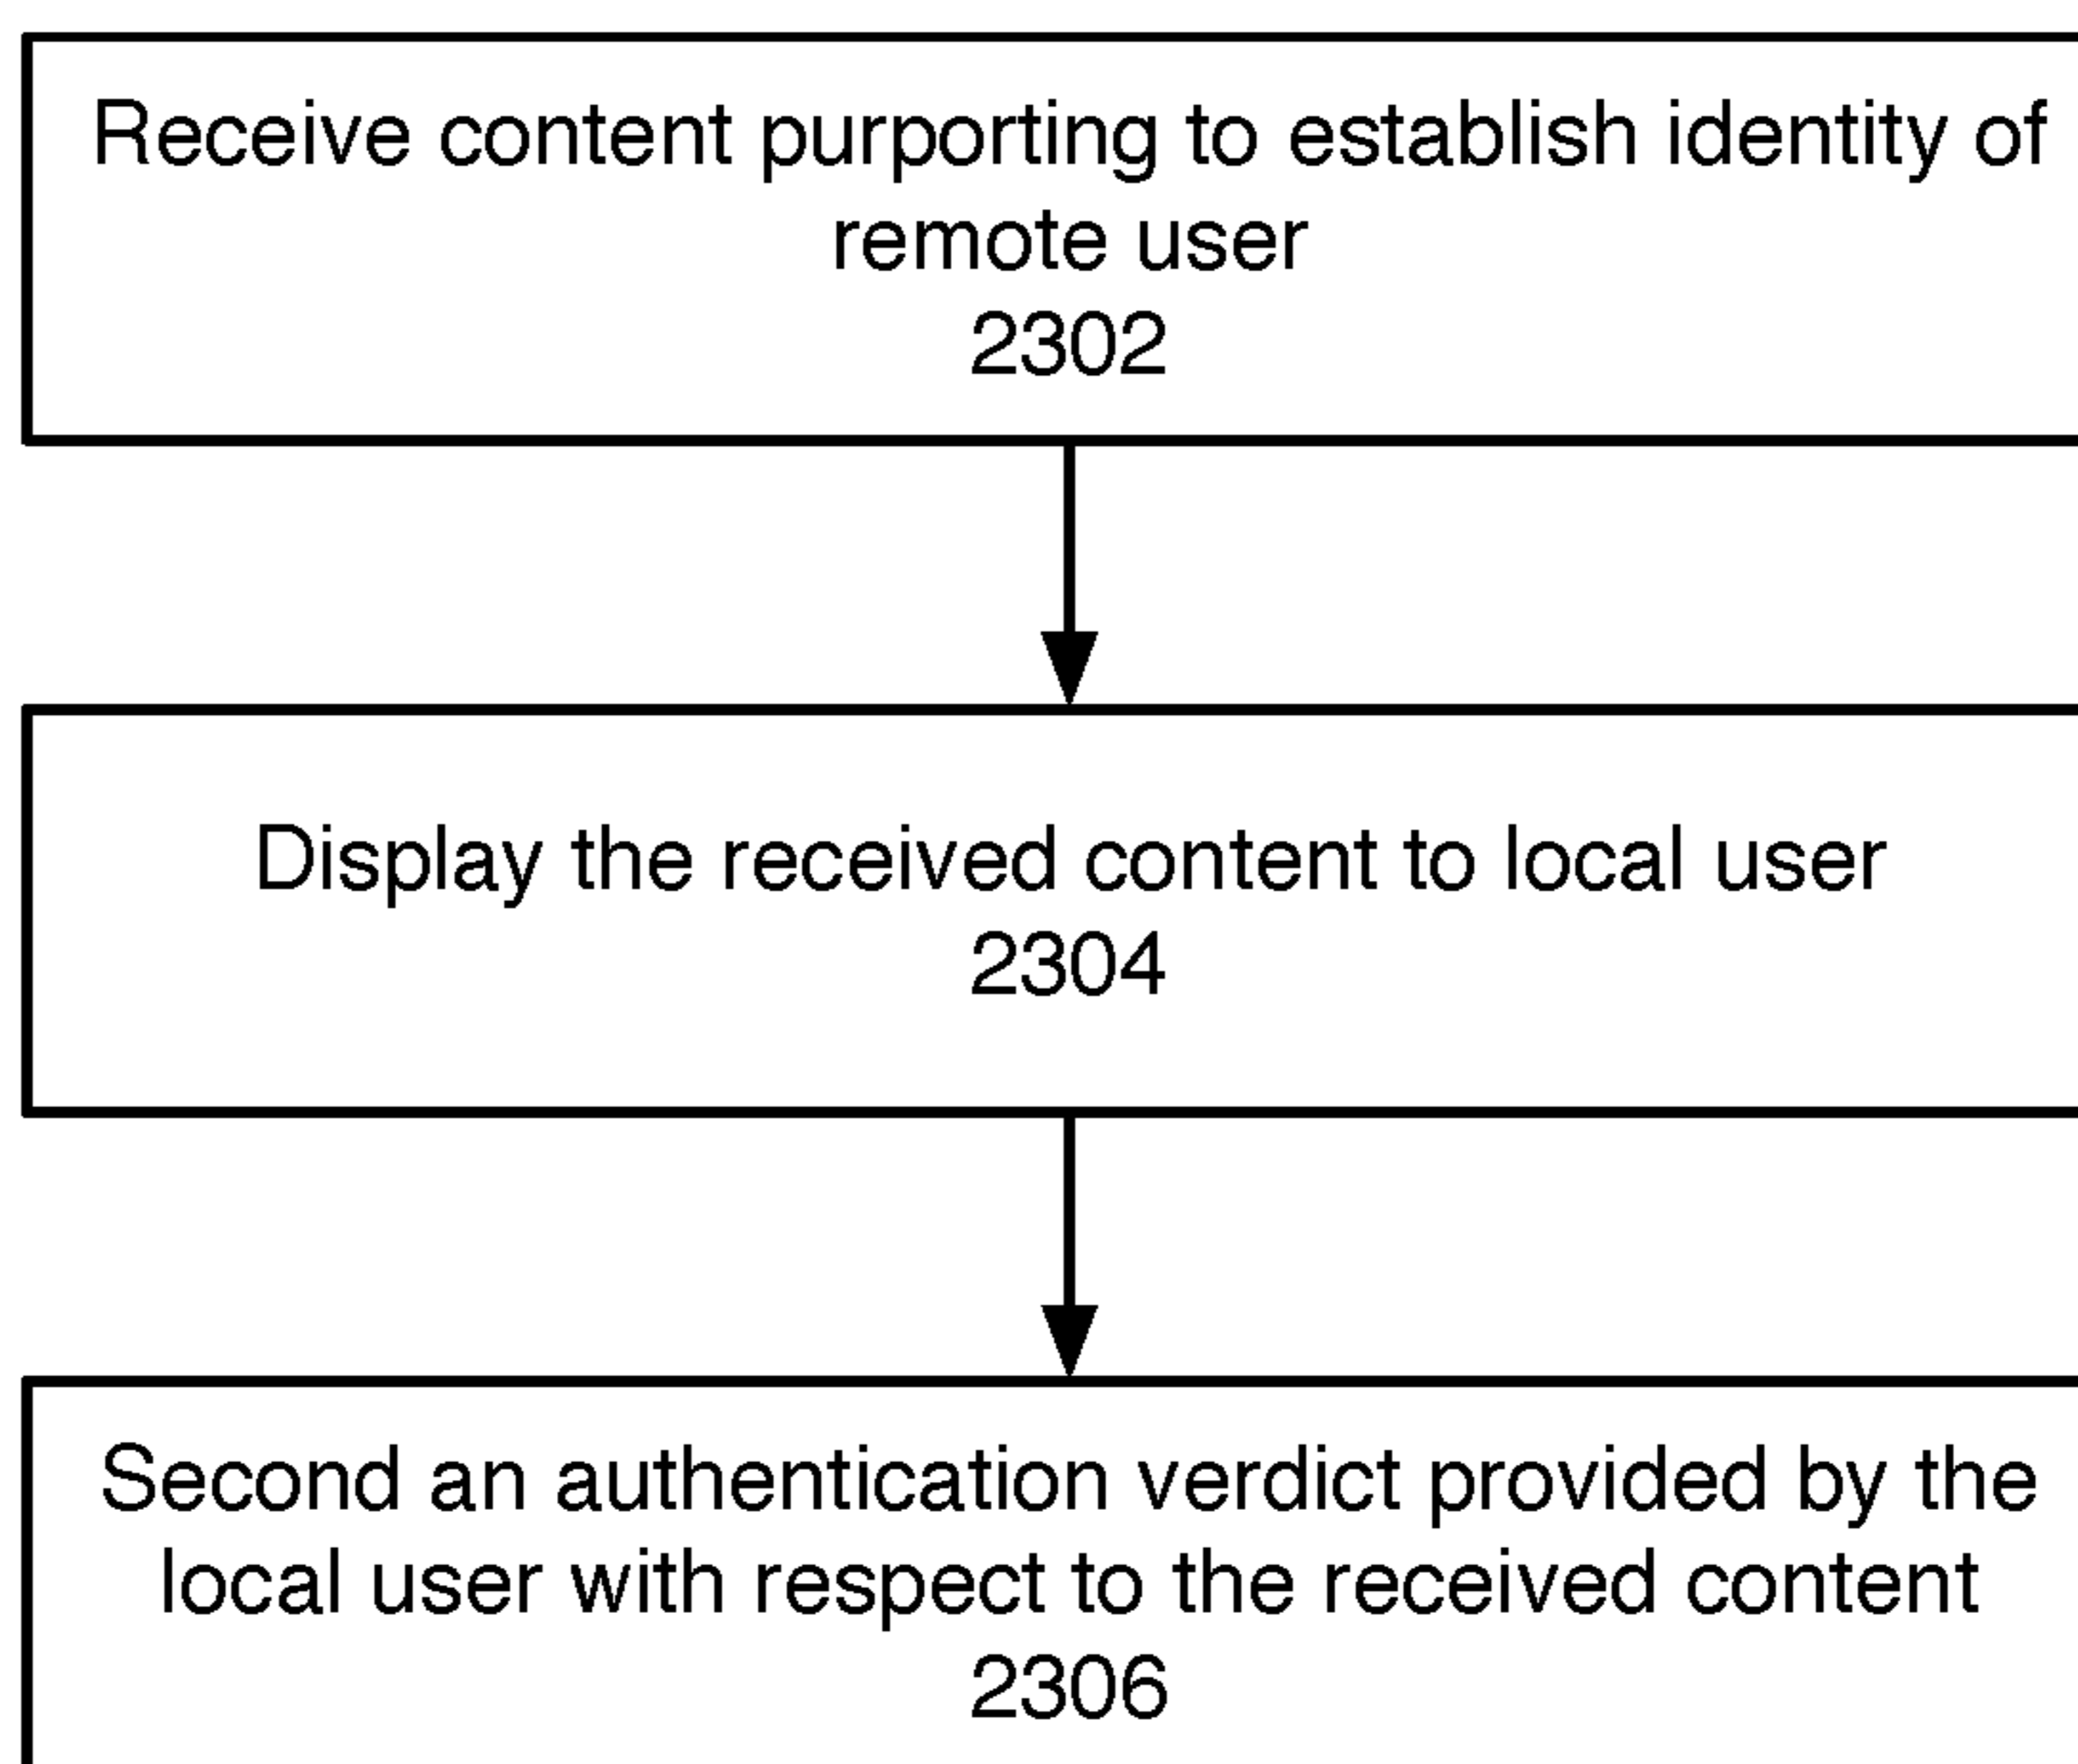 Receive content purporting to establish identity of
remote user
2302
Display the received content to local user
2304
Second an authentication verdict provided by the
local user with respect to the received content
2306